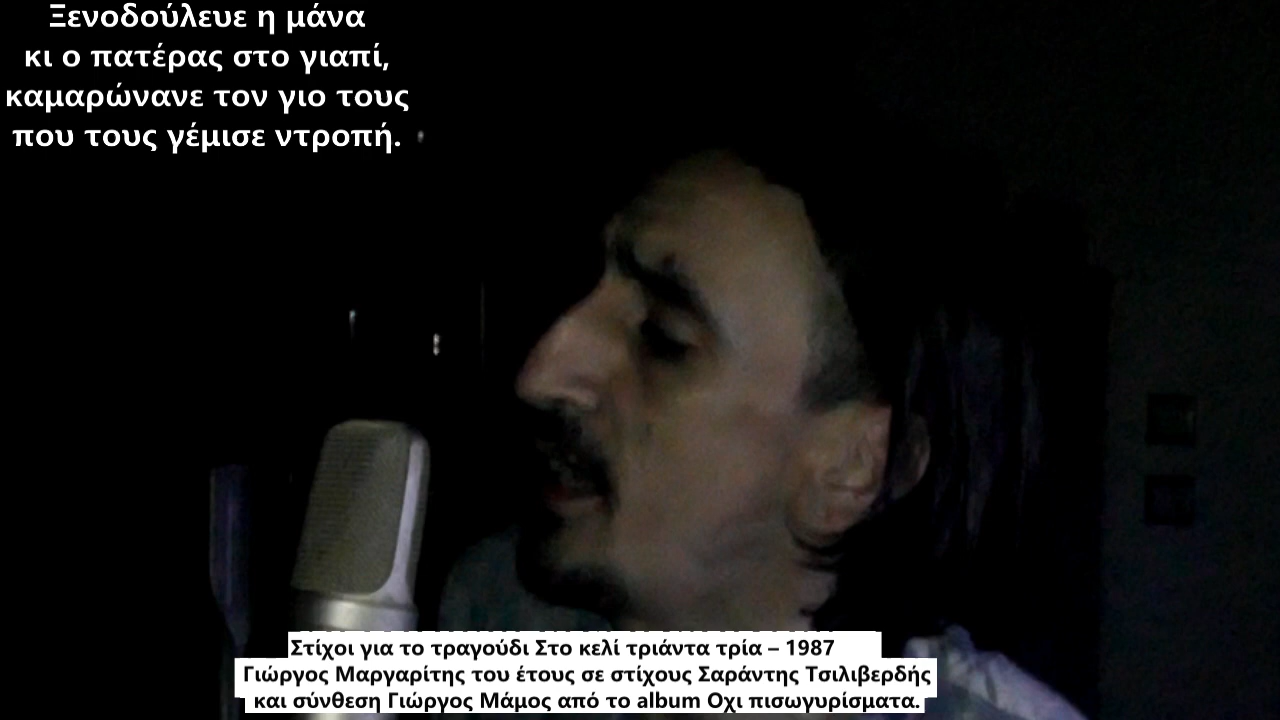 Ξενοδούλευε η μάνα
κι ο πατέρας στο γιαπί,
καμαρώνανε τον γιο τους
που τους γέμισε ντροπή.
Στίχοι για το τραγούδι Στο κελί τριάντα τρία – 1987
Γιώργος Μαργαρίτης του έτους σε στίχους Σαράντης Τσιλιβερδής
και σύνθεση Γιώργος Μάμος από το album Οχι πισωγυρίσματα.